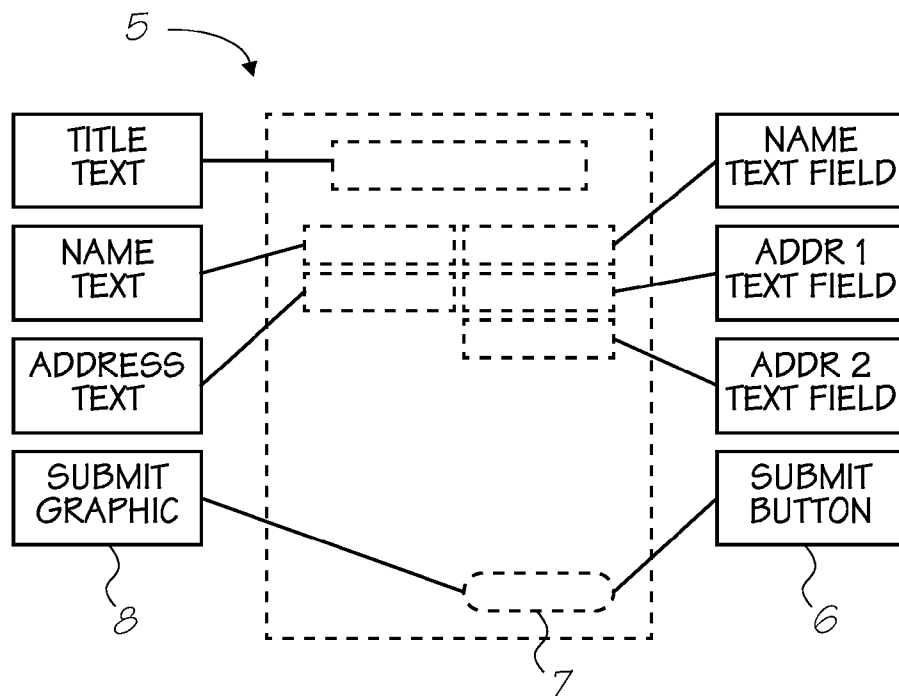 5
TITLE
TEXT
NAME
TEXT FIELD
NAME
TEXT
ADDR 1
TEXT FIELD
ADDRESS
TEXT
ADDR 2
TEXT FIELD
SUBMIT
GRAPHIC
SUBMIT
BUTTON
8
7
6